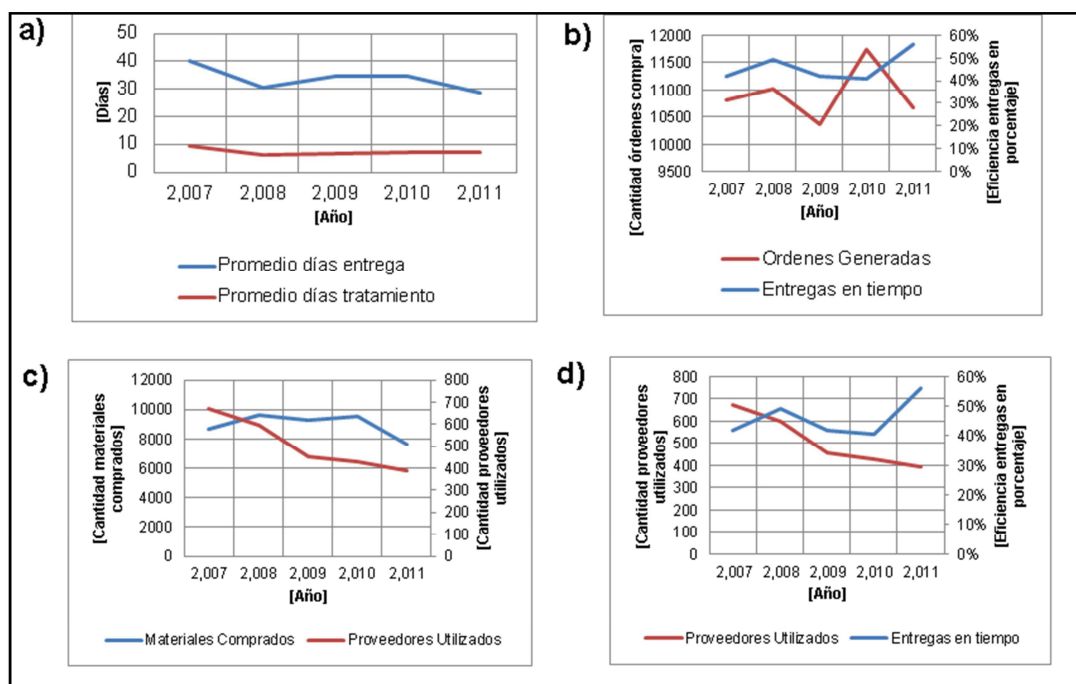 a)
50
40
30
20
10
0
[Días]
2,007 2,008 2,009 2,010 2,011
[Año]
Promedio días entrega
Promedio días tratamiento
b)
12000
11500
11000
10500
10000
9500
[Cantidad órdenes compra]
60%
50%
40%
30%
20%
10%
0%
[Eficiencia entregas en
porcentaje]
2,007 2,008 2,009 2,010 2,011
[Año]
Ordenes Generadas
Entregas en tiempo
c)
12000
10000
8000
6000
4000
2000
0
[Cantidad materiales
comprados]
800
700
600
500
400
300
200
100
0
[Cantidad proveedores
utilizados]
2,007 2,008 2,009 2,010 2,011
[Año]
Materiales Comprados Proveedores Utilizados
d)
800
700
600
500
400
300
200
100
0
[Cantidad proveedores
utilizados]
60%
50%
40%
30%
20%
10%
0%
[Eficiencia entregas en
porcentaje]
2,007 2,008 2,009 2,010 2,011
[Año]
Proveedores Utilizados Entregas en tiempo